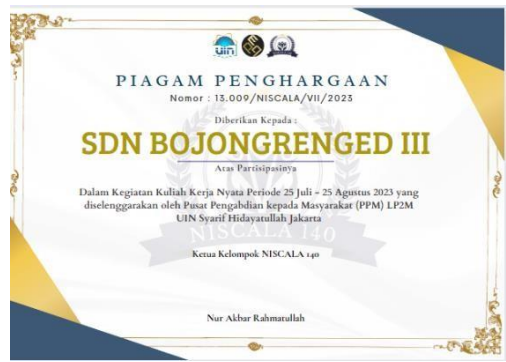 uin
PIAGAM PENGHARGAAN
Nomor : 13.009/NISCALA/VII/2023
Diberikan Kepada :
SDN BOJONGRENGED III
Atas Partisipasinya
Dalam Kegiatan Kuliah Kerja Nyata Periode 25 Juli - 25 Agustus 2023 yang
diselenggarakan oleh Pusat Pengabdian kepada Masyarakat (PPM) LP2M
UIN Syarif Hidayatullah Jakarta
NISCALA 140
Ketua Kelompok NISCALA 140
Nur Akbar Rahmatullah